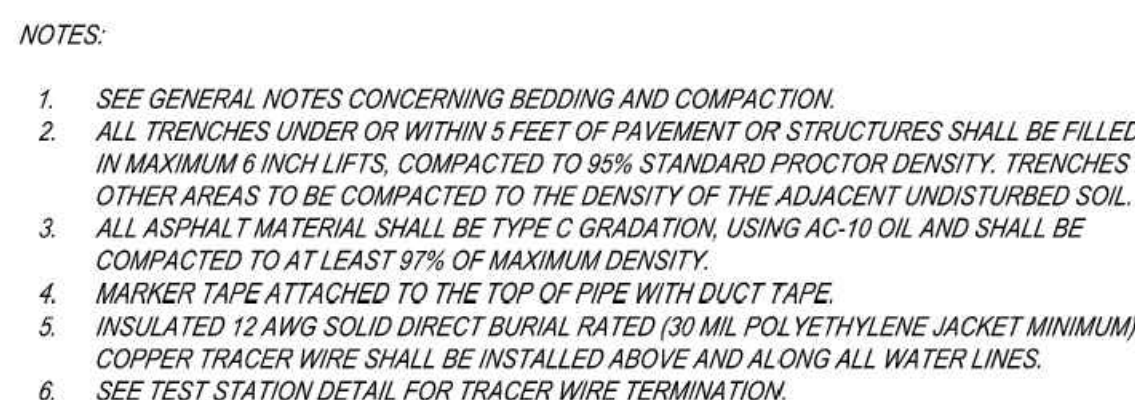 NOTES:
1. SEE GENERAL NOTES CONCERNING BEDDING AND COMPACTION.
2. ALL TRENCHES UNDER OR WITHIN 5 FEET OF PAVEMENT OR STRUCTURES SHALL BE FILLED
IN MAXIMUM 6 INCH LIFTS, COMPACTED TO 95% STANDARD PROCTOR DENSITY. TRENCHES
OTHER AREAS TO BE COMPACTED TO THE DENSITY OF THE ADJACENT UNDISTURBED SOIL.
3. ALL ASPHALT MATERIAL SHALL BE TYPE C GRADATION, USING AC-10 OIL AND SHALL BE
COMPACTED TO AT LEAST 97% OF MAXIMUM DENSITY.
4. MARKER TAPE ATTACHED TO THE TOP OF PIPE WITH DUCT TAPE.
5. INSULATED 12 AWG SOLID DIRECT BURIAL RATED (30 MIL POLYETHYLENE JACKET MINIMUM)
COPPER TRACER WIRE SHALL BE INSTALLED ABOVE AND ALONG ALL WATER LINES.
6. SEE TEST STATION DETAIL FOR TRACER WIRE TERMINATION.